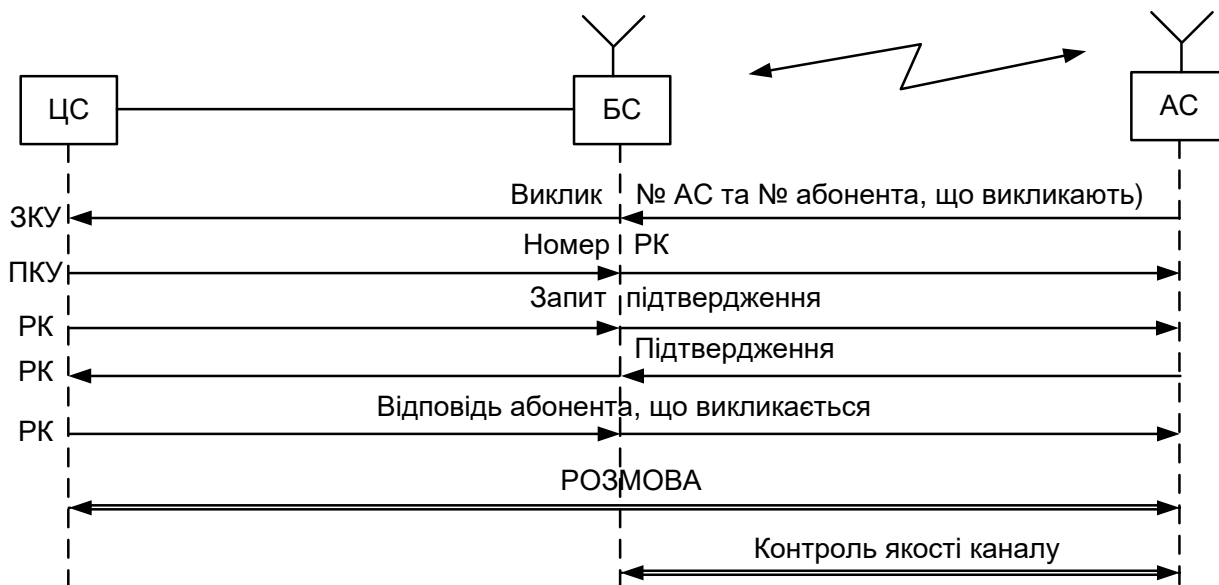 ЦС БС АС
Виклик № АС та № абонента, що викликають)
ЗКУ
Номер РК
ПКУ
Запит підтвердження
РК
Підтвердження
РК
Відповідь абонента, що викликається
РК
РОЗМОВА
Контроль якості каналу